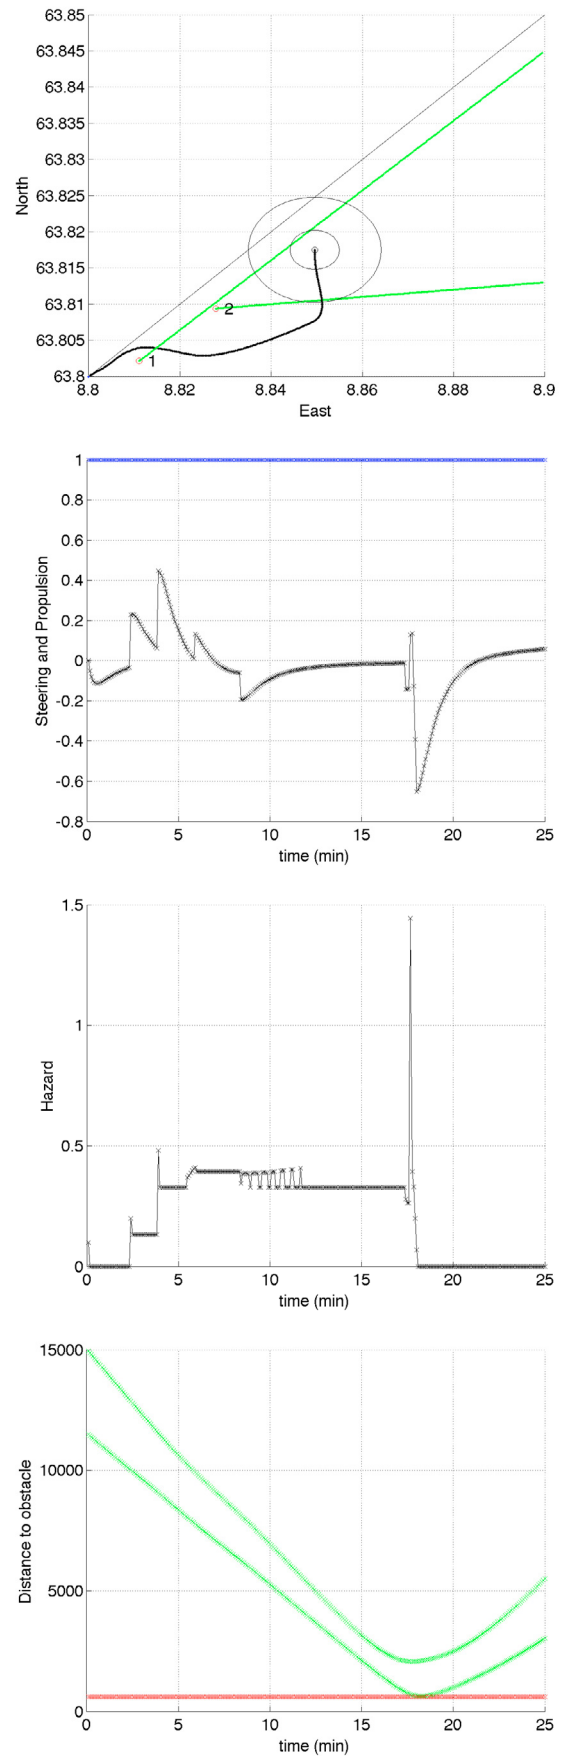 63.85
63.845
63.84
63.835
63.83
63.825
63.82
63.815
63.81
63.805
63.8
North
2
1
8.8 8.82 8.84 8.86 8.88 8.9
East
1
0.8
0.6
0.4
0.2
0
-0.2
-0.4
-0.6
-0.8
Steering and Propulsion
0 5 10 15 20 25
time (min)
1.5
1
0.5
0
Hazard
0 5 10 15 20 25
time (min)
15000
10000
5000
0
Distance to obstacle
0 5 10 15 20 25
time (min)